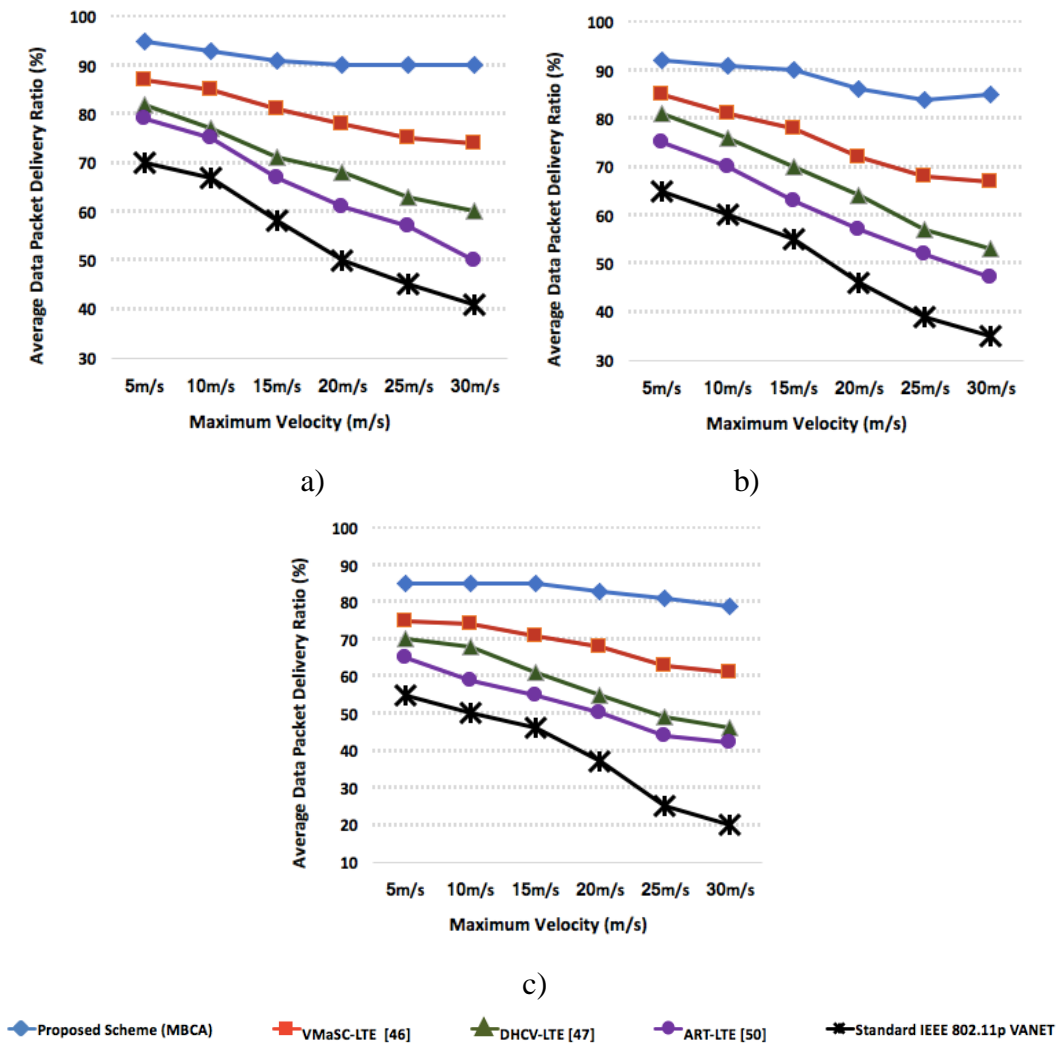 Average Data Packet Delivery Ratio (%)
100
90
80
70
60
50
40
30
5m/s 10m/s 15m/s 20m/s 25m/s 30m/s
Maximum Velocity (m/s)
a)
Average Data Packet Delivery Ratio (%)
100
90
80
70
60
50
40
30
5m/s 10m/s 15m/s 20m/s 25m/s 30m/s
Maximum Velocity (m/s)
b)
Average Data Packet Delivery Ratio (%)
100
90
80
70
60
50
40
30
20
10
5m/s 10m/s 15m/s 20m/s 25m/s 30m/s
Maximum Velocity (m/s)
c)
Proposed Scheme (MBCA) VMaSC-LTE [46] DHCV-LTE [47] ART-LTE [50] Standard IEEE 802.11p VANET